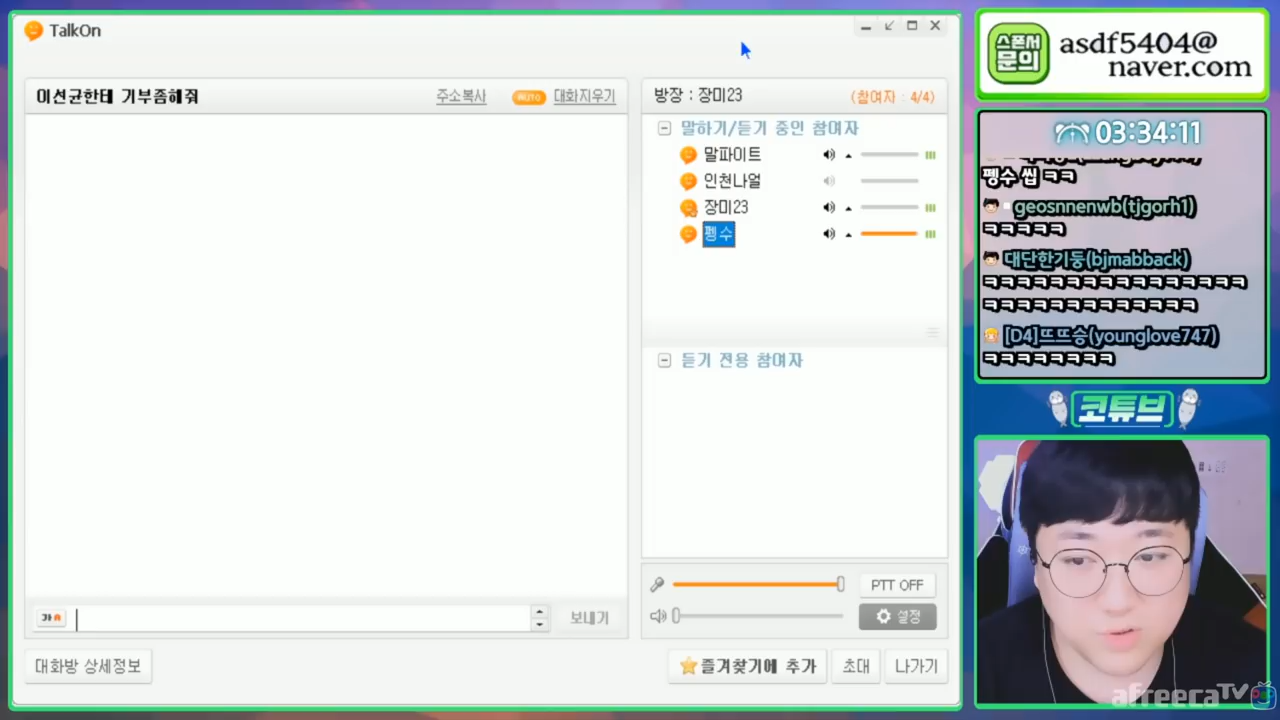 TalkOn
이선균한테 기부좀해줘
주소복사
AUTO
대화지우기
가가
보내기
대화방 상세정보
방장 : 장미23
(참여자 : 4/4)
말하기/듣기 중인 참여자
말파이트
인천나얼
장미23
펭수
듣기 전용 참여자
PTT OFF
설정
즐겨찾기에 추가
초대
나가기
스폰서
문의
asdf5404@
naver.com
03:34:11
펭수 씹 ㅋㅋ
geosnnenwb(tjgorh1)
ㅋㅋㅋㅋㅋ
대단한기둥(bjmabback)
ㅋㅋㅋㅋㅋㅋㅋㅋㅋㅋㅋㅋㅋㅋㅋㅋ
ㅋㅋㅋㅋㅋㅋㅋㅋㅋㅋㅋㅋㅋ
[D4]뜨뜨승(younglove747)
ㅋㅋㅋㅋㅋㅋㅋㅋ
코튜브
afreecaTV